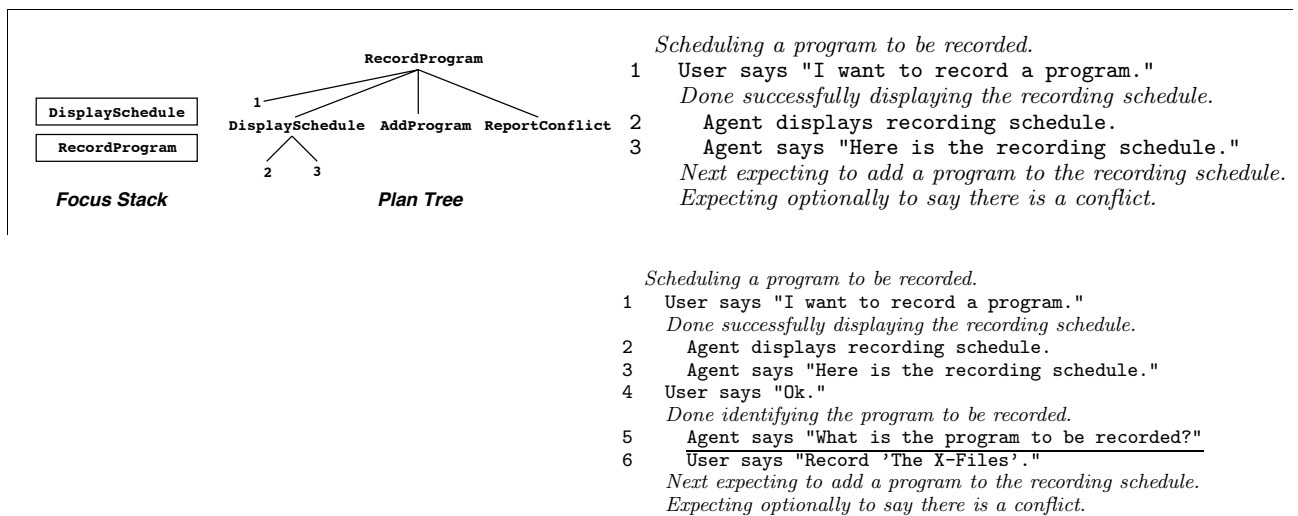 RecordProgram
1
DisplaySchedule AddProgram ReportConflict
2 3
DisplaySchedule
RecordProgram
Focus Stack
Plan Tree
Scheduling a program to be recorded.
1 User says "I want to record a program."
Done successfully displaying the recording schedule.
2 Agent displays recording schedule.
3 Agent says "Here is the recording schedule."
Next expecting to add a program to the recording schedule.
Expecting optionally to say there is a conflict.
Scheduling a program to be recorded.
1 User says "I want to record a program."
Done successfully displaying the recording schedule.
2 Agent displays recording schedule.
3 Agent says "Here is the recording schedule."
4 User says "Ok."
Done identifying the program to be recorded.
5 Agent says "What is the program to be recorded?"
6 User says "Record 'The X-Files'."
Next expecting to add a program to the recording schedule.
Expecting optionally to say there is a conflict.